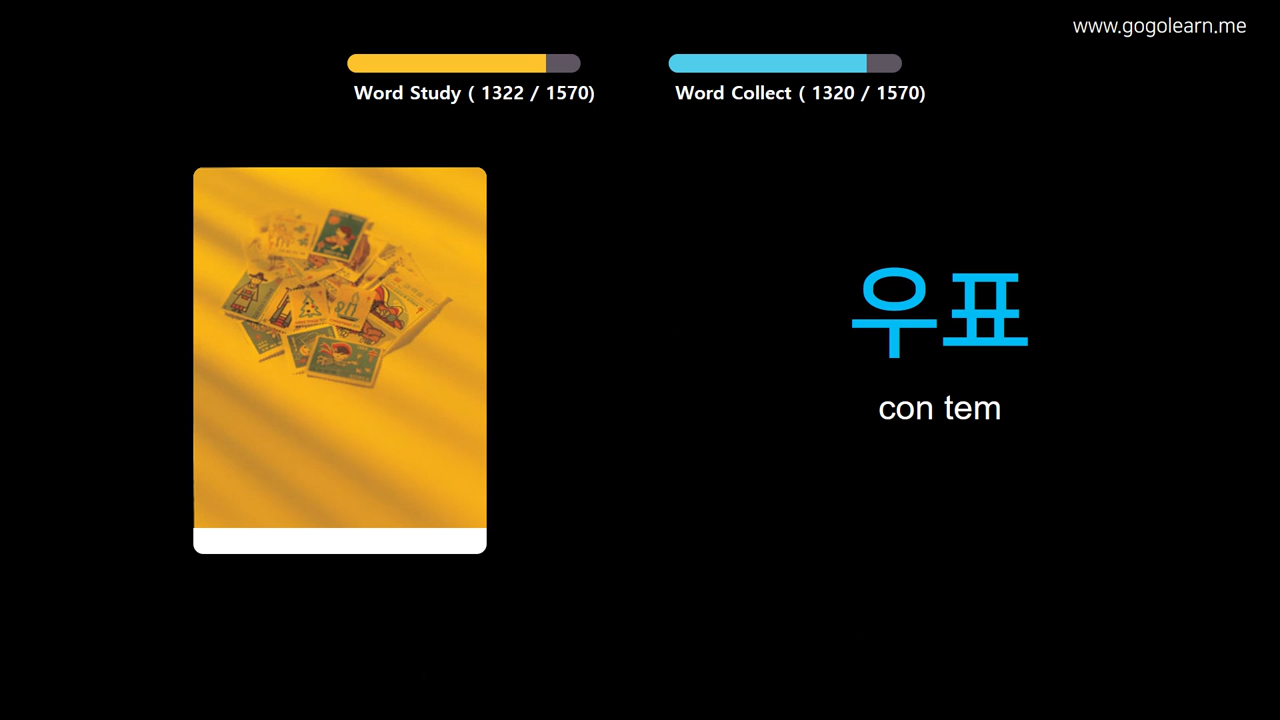 www.gogolearn.me
Word Study ( 1322 / 1570)
Word Collect ( 1320 / 1570)
우표
con tem